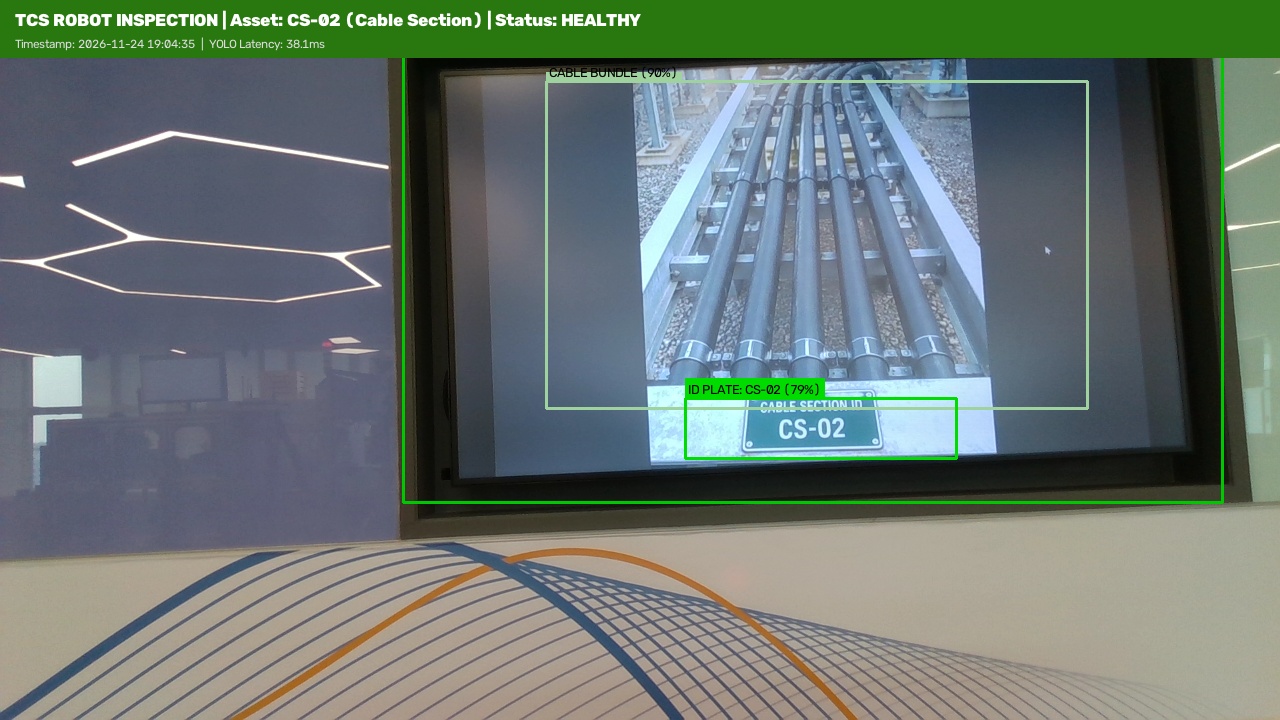 TCS ROBOT INSPECTION | Asset: CS-02 (Cable Section) | Status: HEALTHY
Timestamp: 2026-11-24 19:04:35 | YOLO Latency: 38.1ms
CABLE BUNDLE (90%)
ID PLATE: CS-02 (79%)
CABLE SECTION ID
CS-02